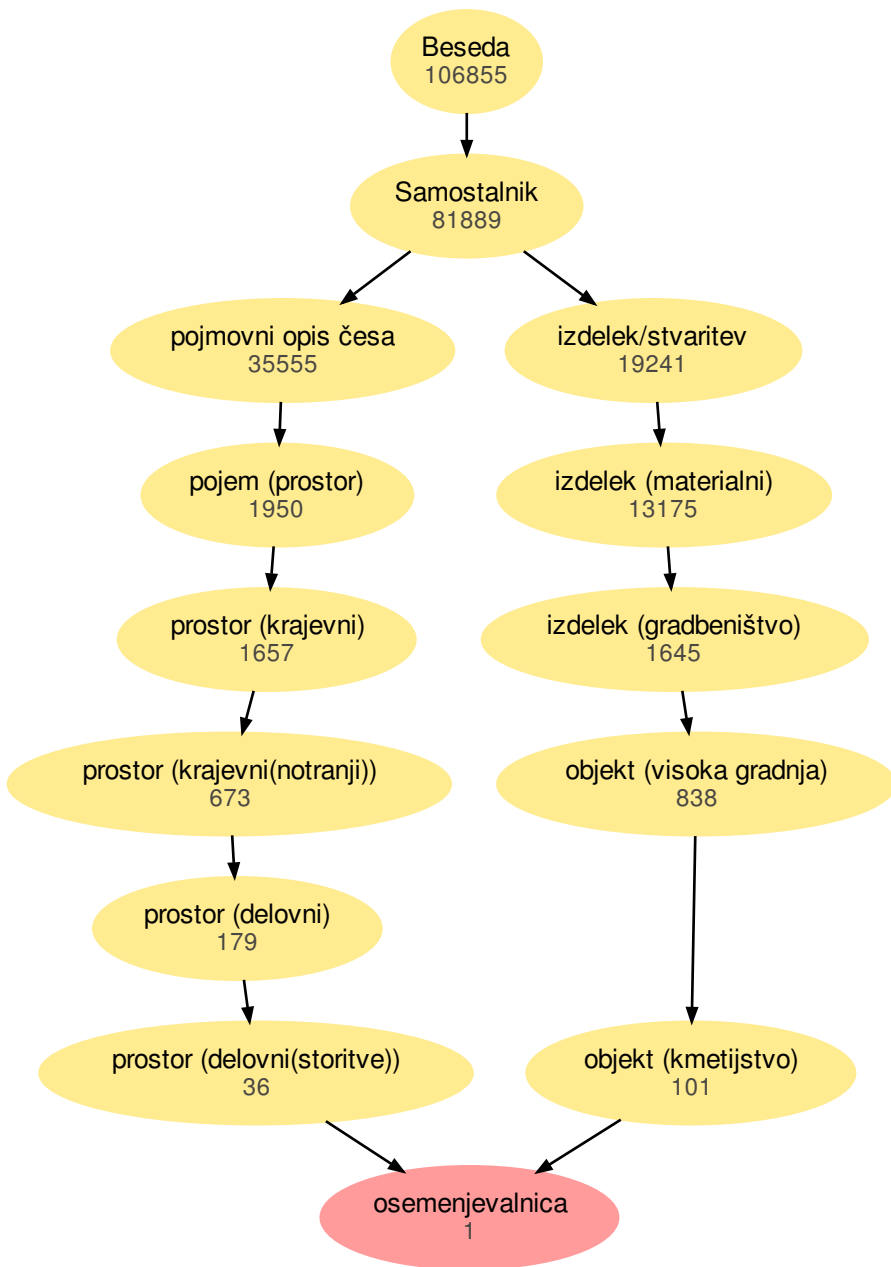 Beseda
106855
Samostalnik
81889
pojmovni opis česa
35555
izdelek/stvaritev
19241
pojem (prostor)
1950
izdelek (materialni)
13175
prostor (krajevni)
1657
izdelek (gradbeništvo)
1645
prostor (krajevni(notranji))
673
objekt (visoka gradnja)
838
prostor (delovni)
179
prostor (delovni(storitve))
36
objekt (kmetijstvo)
101
osemenjevalnica
1